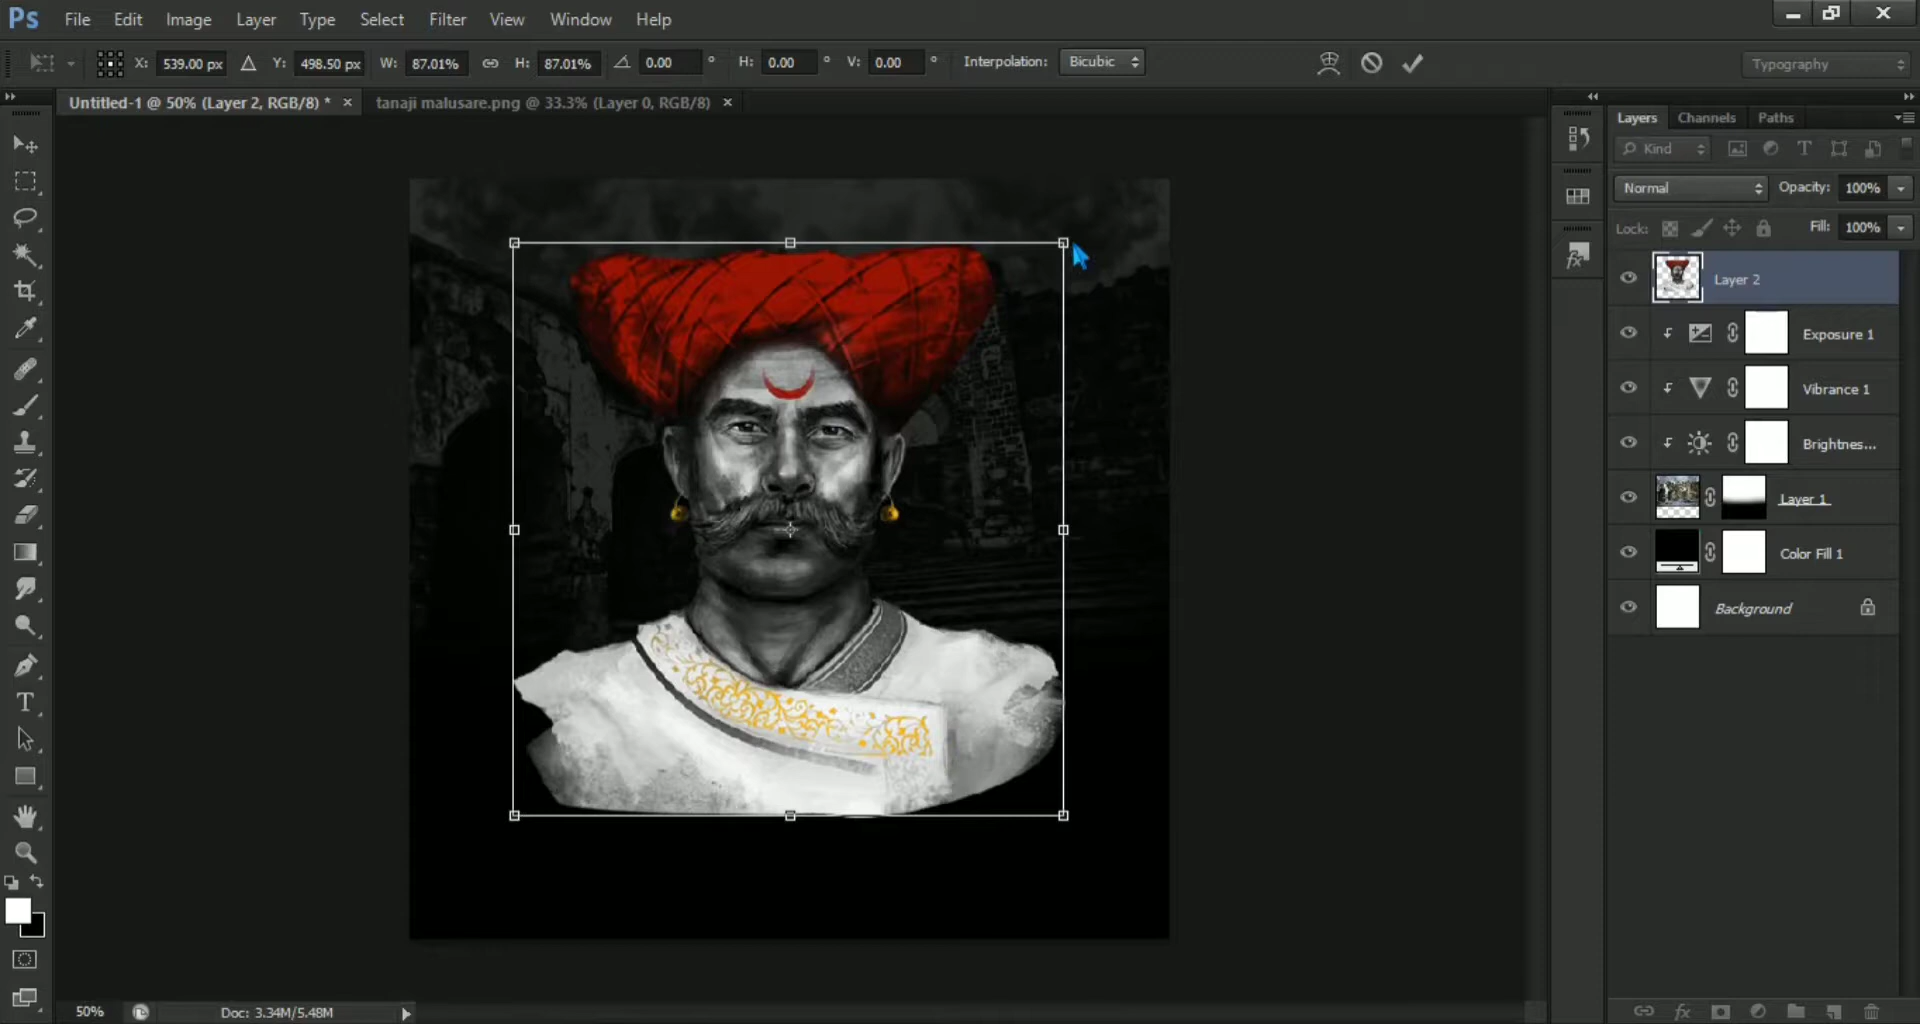 Ps File Edit Image Layer Type Select Filter View Window Help
X: 539.00 px Y: 498.50 px W: 87.01% H: 87.01% 0.00 ° H: 0.00 ° V: 0.00 ° Interpolation: Bicubic Typography
Untitled-1 @ 50% (Layer 2, RGB/8) * × tanaji malusare.png @ 33.3% (Layer 0, RGB/8) ×
Layers Channels Paths
Kind
Normal Opacity: 100%
Lock: Fill: 100%
Layer 2
Exposure 1
Vibrance 1
Brightnes...
Layer 1
Color Fill 1
Background
50% Doc: 3.34M/5.48M